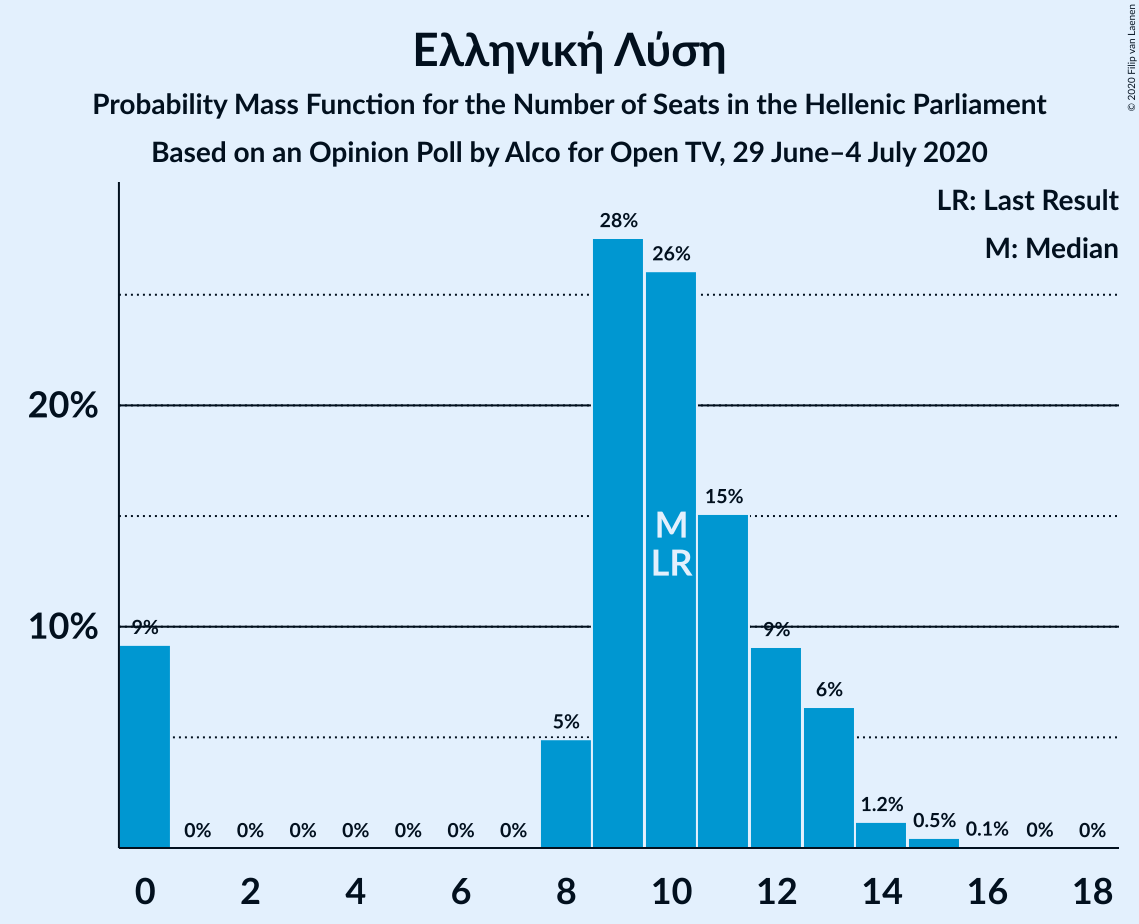 Ελληνική Λύση
Probability Mass Function for the Number of Seats in the Hellenic Parliament
Based on an Opinion Poll by Alco for Open TV, 29 June–4 July 2020
© 2020 Filip van Laenen
LR: Last Result
M: Median
28%
26%
20%
15%
M
LR
10%
9%
9%
6%
5%
1.2%
0.5%
0.1%
0% 0% 0% 0% 0% 0% 0% 0% 0%
0 2 4 6 8 10 12 14 16 18